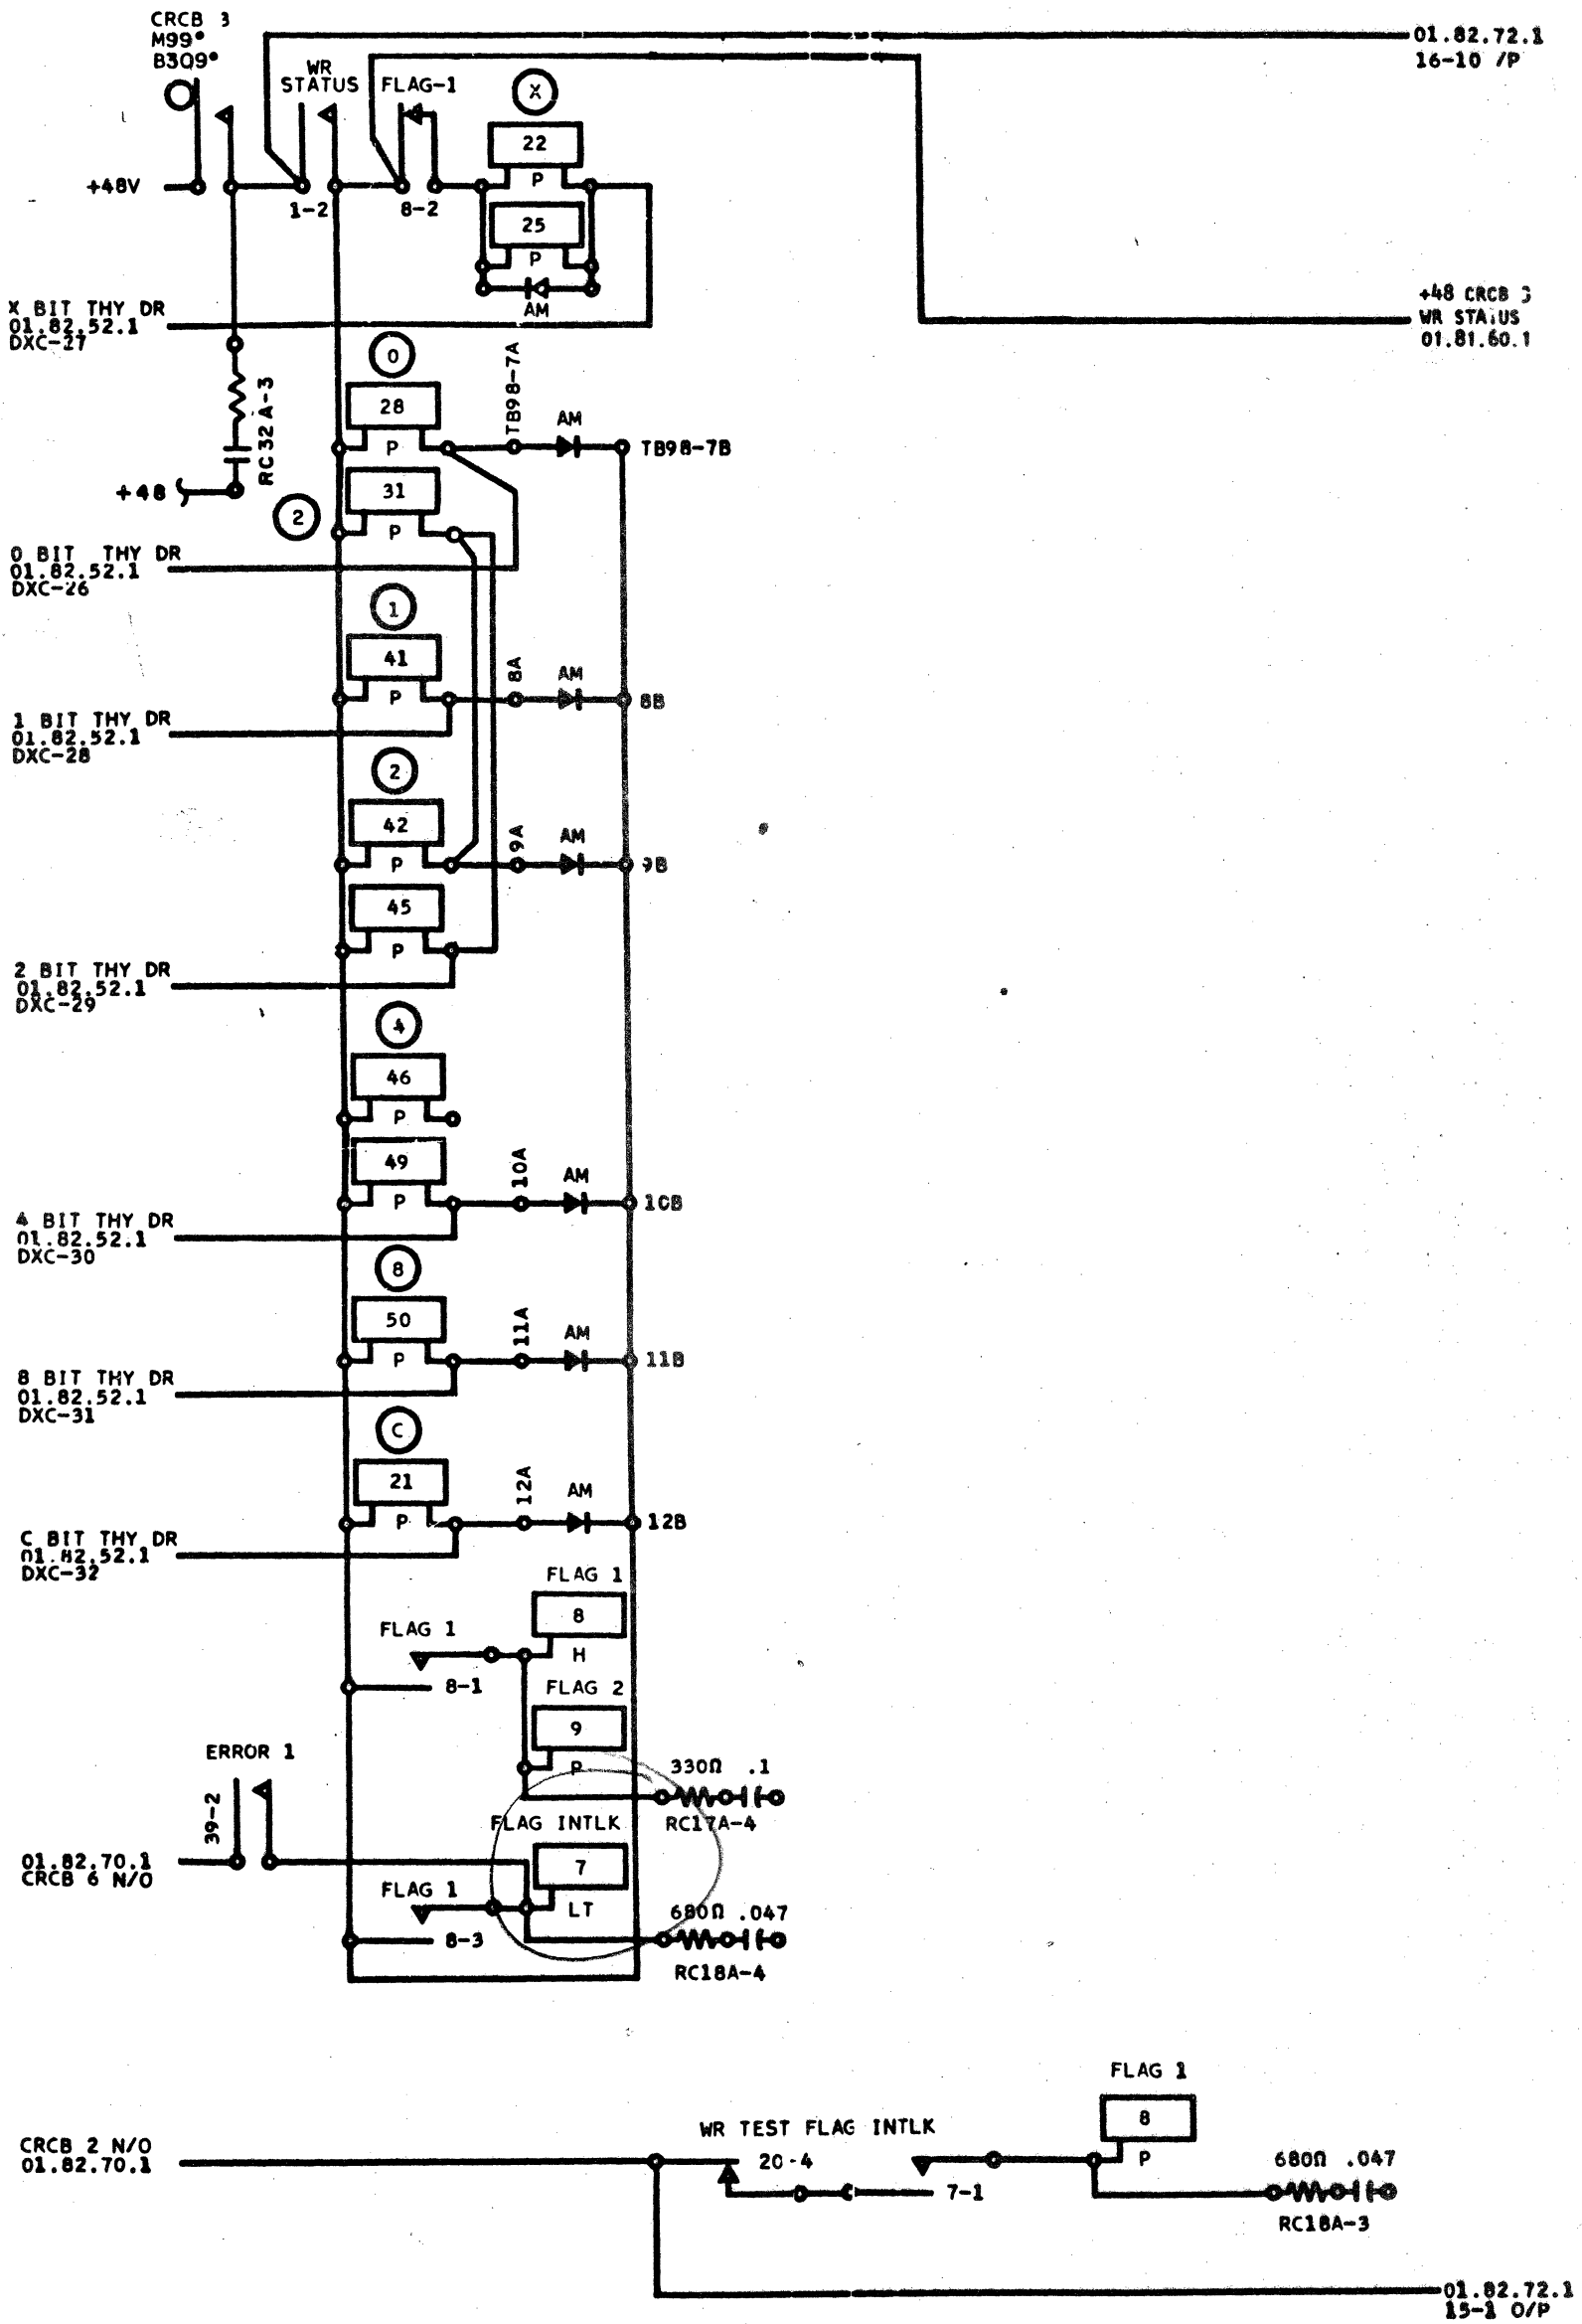 CRCB 3
M99*
B3Q9*
WR
STATUS
FLAG-1
X
01.82.72.1
16-10 /P
22
P
+48V
1-2
8-2
25
P
AM
X BIT THY DR
01.82.52.1
DXC-27
+48 CRCB
WR STATUS
01.81.60.1
0
28
P
TB98-7A
AM
TB98-7B
RC32A-3
+48
2
31
P
0 BIT THY DR
01.82.52.1
DXC-26
1
41
P
8A
AM
8B
1 BIT THY DR
01.82.52.1
DXC-28
2
42
P
9A
AM
9B
45
P
2 BIT THY DR
01.82.52.1
DXC-29
4
46
P
49
P
10A
AM
10B
4 BIT THY DR
01.82.52.1
DXC-30
8
50
P
11A
AM
11B
8 BIT THY DR
01.82.52.1
DXC-31
C
21
P
12A
AM
12B
C BIT THY DR
01.82.52.1
DXC-32
FLAG 1
8
H
FLAG 1
8-1
FLAG 2
9
P
ERROR 1
39-2
330Ω .1
RC17A-4
FLAG INTLK
7
LT
01.82.70.1
CRCB 6 N/O
FLAG 1
8-3
680Ω .047
RC18A-4
FLAG 1
8
P
WR TEST FLAG INTLK
20-4
7-1
CRCB 2 N/O
01.82.70.1
680Ω .047
RC18A-3
01.82.72.1
15-1 O/P